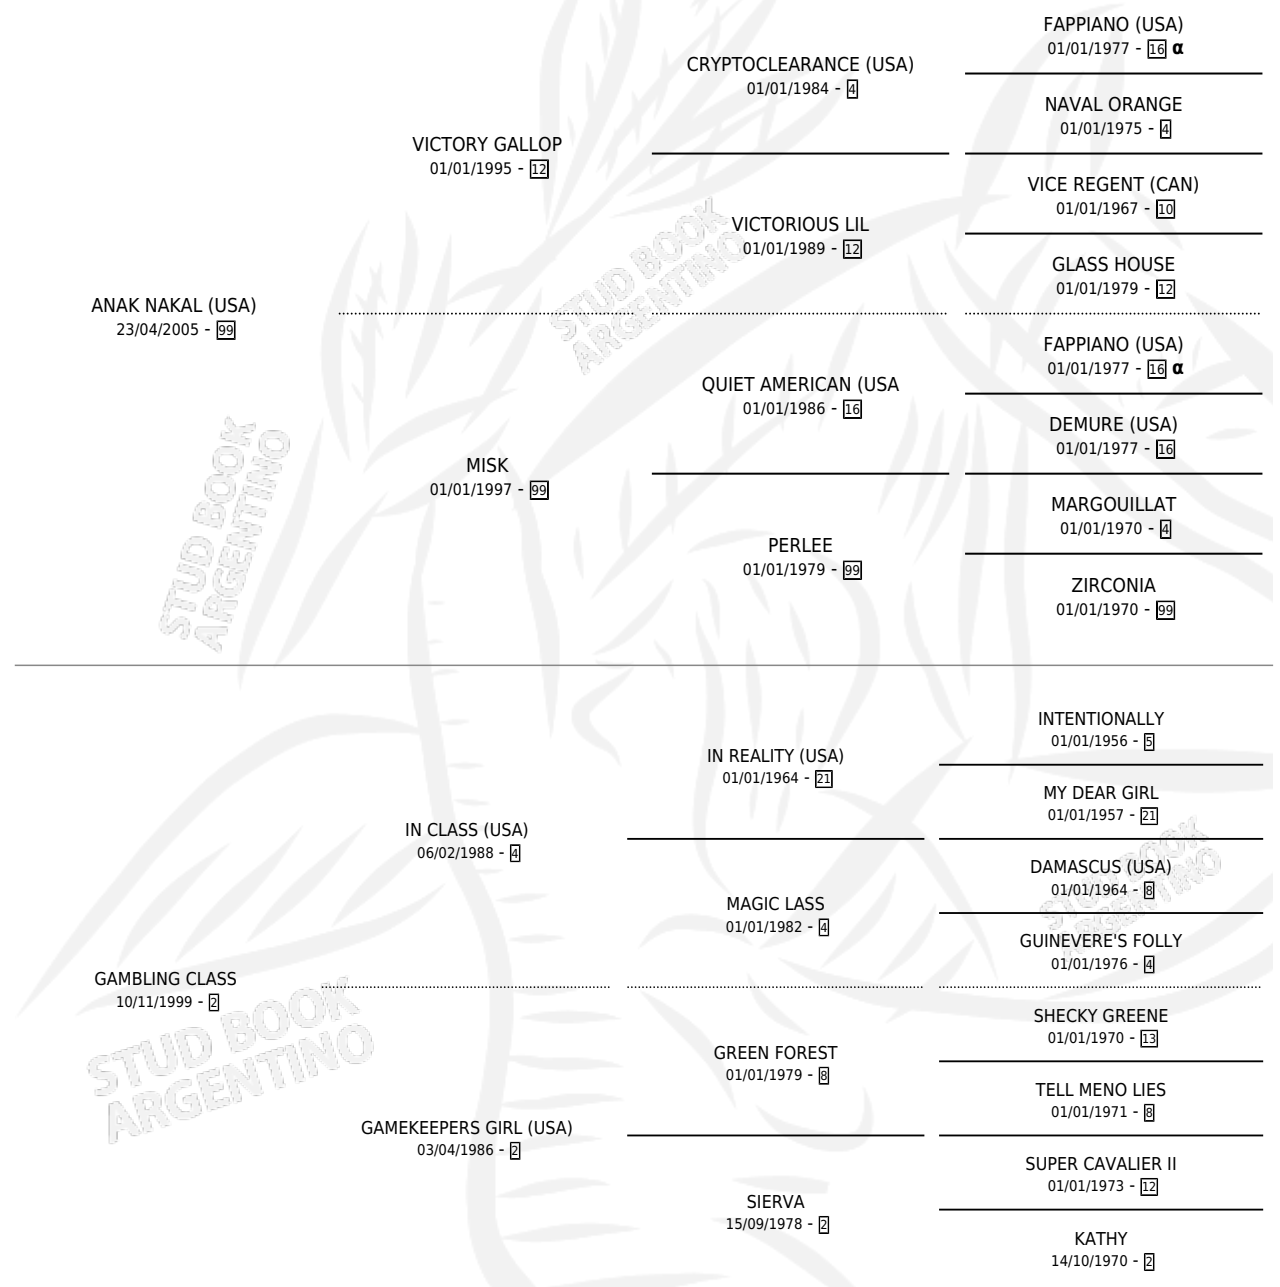 FAPPIANO (USA)
01/01/1977 - 16 α
CRYPTOCLEARANCE (USA)
01/01/1984 - 4
NAVAL ORANGE
01/01/1975 - 4
VICTORY GALLOP
01/01/1995 - 12
VICE REGENT (CAN)
01/01/1967 - 10
VICTORIOUS LIL
01/01/1989 - 12
GLASS HOUSE
01/01/1979 - 12
STUD BOOK
ARGENTINO
ANAK NAKAL (USA)
23/04/2005 - 99
FAPPIANO (USA)
01/01/1977 - 16 α
QUIET AMERICAN (USA
01/01/1986 - 16
DEMURE (USA)
01/01/1977 - 16
MISK
01/01/1997 - 99
MARGOUILLAT
01/01/1970 - 4
PERLEE
01/01/1979 - 99
ZIRCONIA
01/01/1970 - 99
STUD BOOK
ARGENTINO
INTENTIONALLY
01/01/1956 - 5
IN REALITY (USA)
01/01/1964 - 21
MY DEAR GIRL
01/01/1957 - 21
IN CLASS (USA)
06/02/1988 - 4
DAMASCUS (USA)
01/01/1964 - 8
MAGIC LASS
01/01/1982 - 4
GUINEVERE'S FOLLY
01/01/1976 - 4
STUD BOOK
ARGENTINO
GAMBLING CLASS
10/11/1999 - 2
SHECKY GREENE
01/01/1970 - 13
GREEN FOREST
01/01/1979 - 8
TELL MENO LIES
01/01/1971 - 8
GAMEKEEPERS GIRL (USA)
03/04/1986 - 2
SUPER CAVALIER II
01/01/1973 - 12
SIERVA
15/09/1978 - 2
KATHY
14/10/1970 - 2
STUD BOOK
ARGENTINO